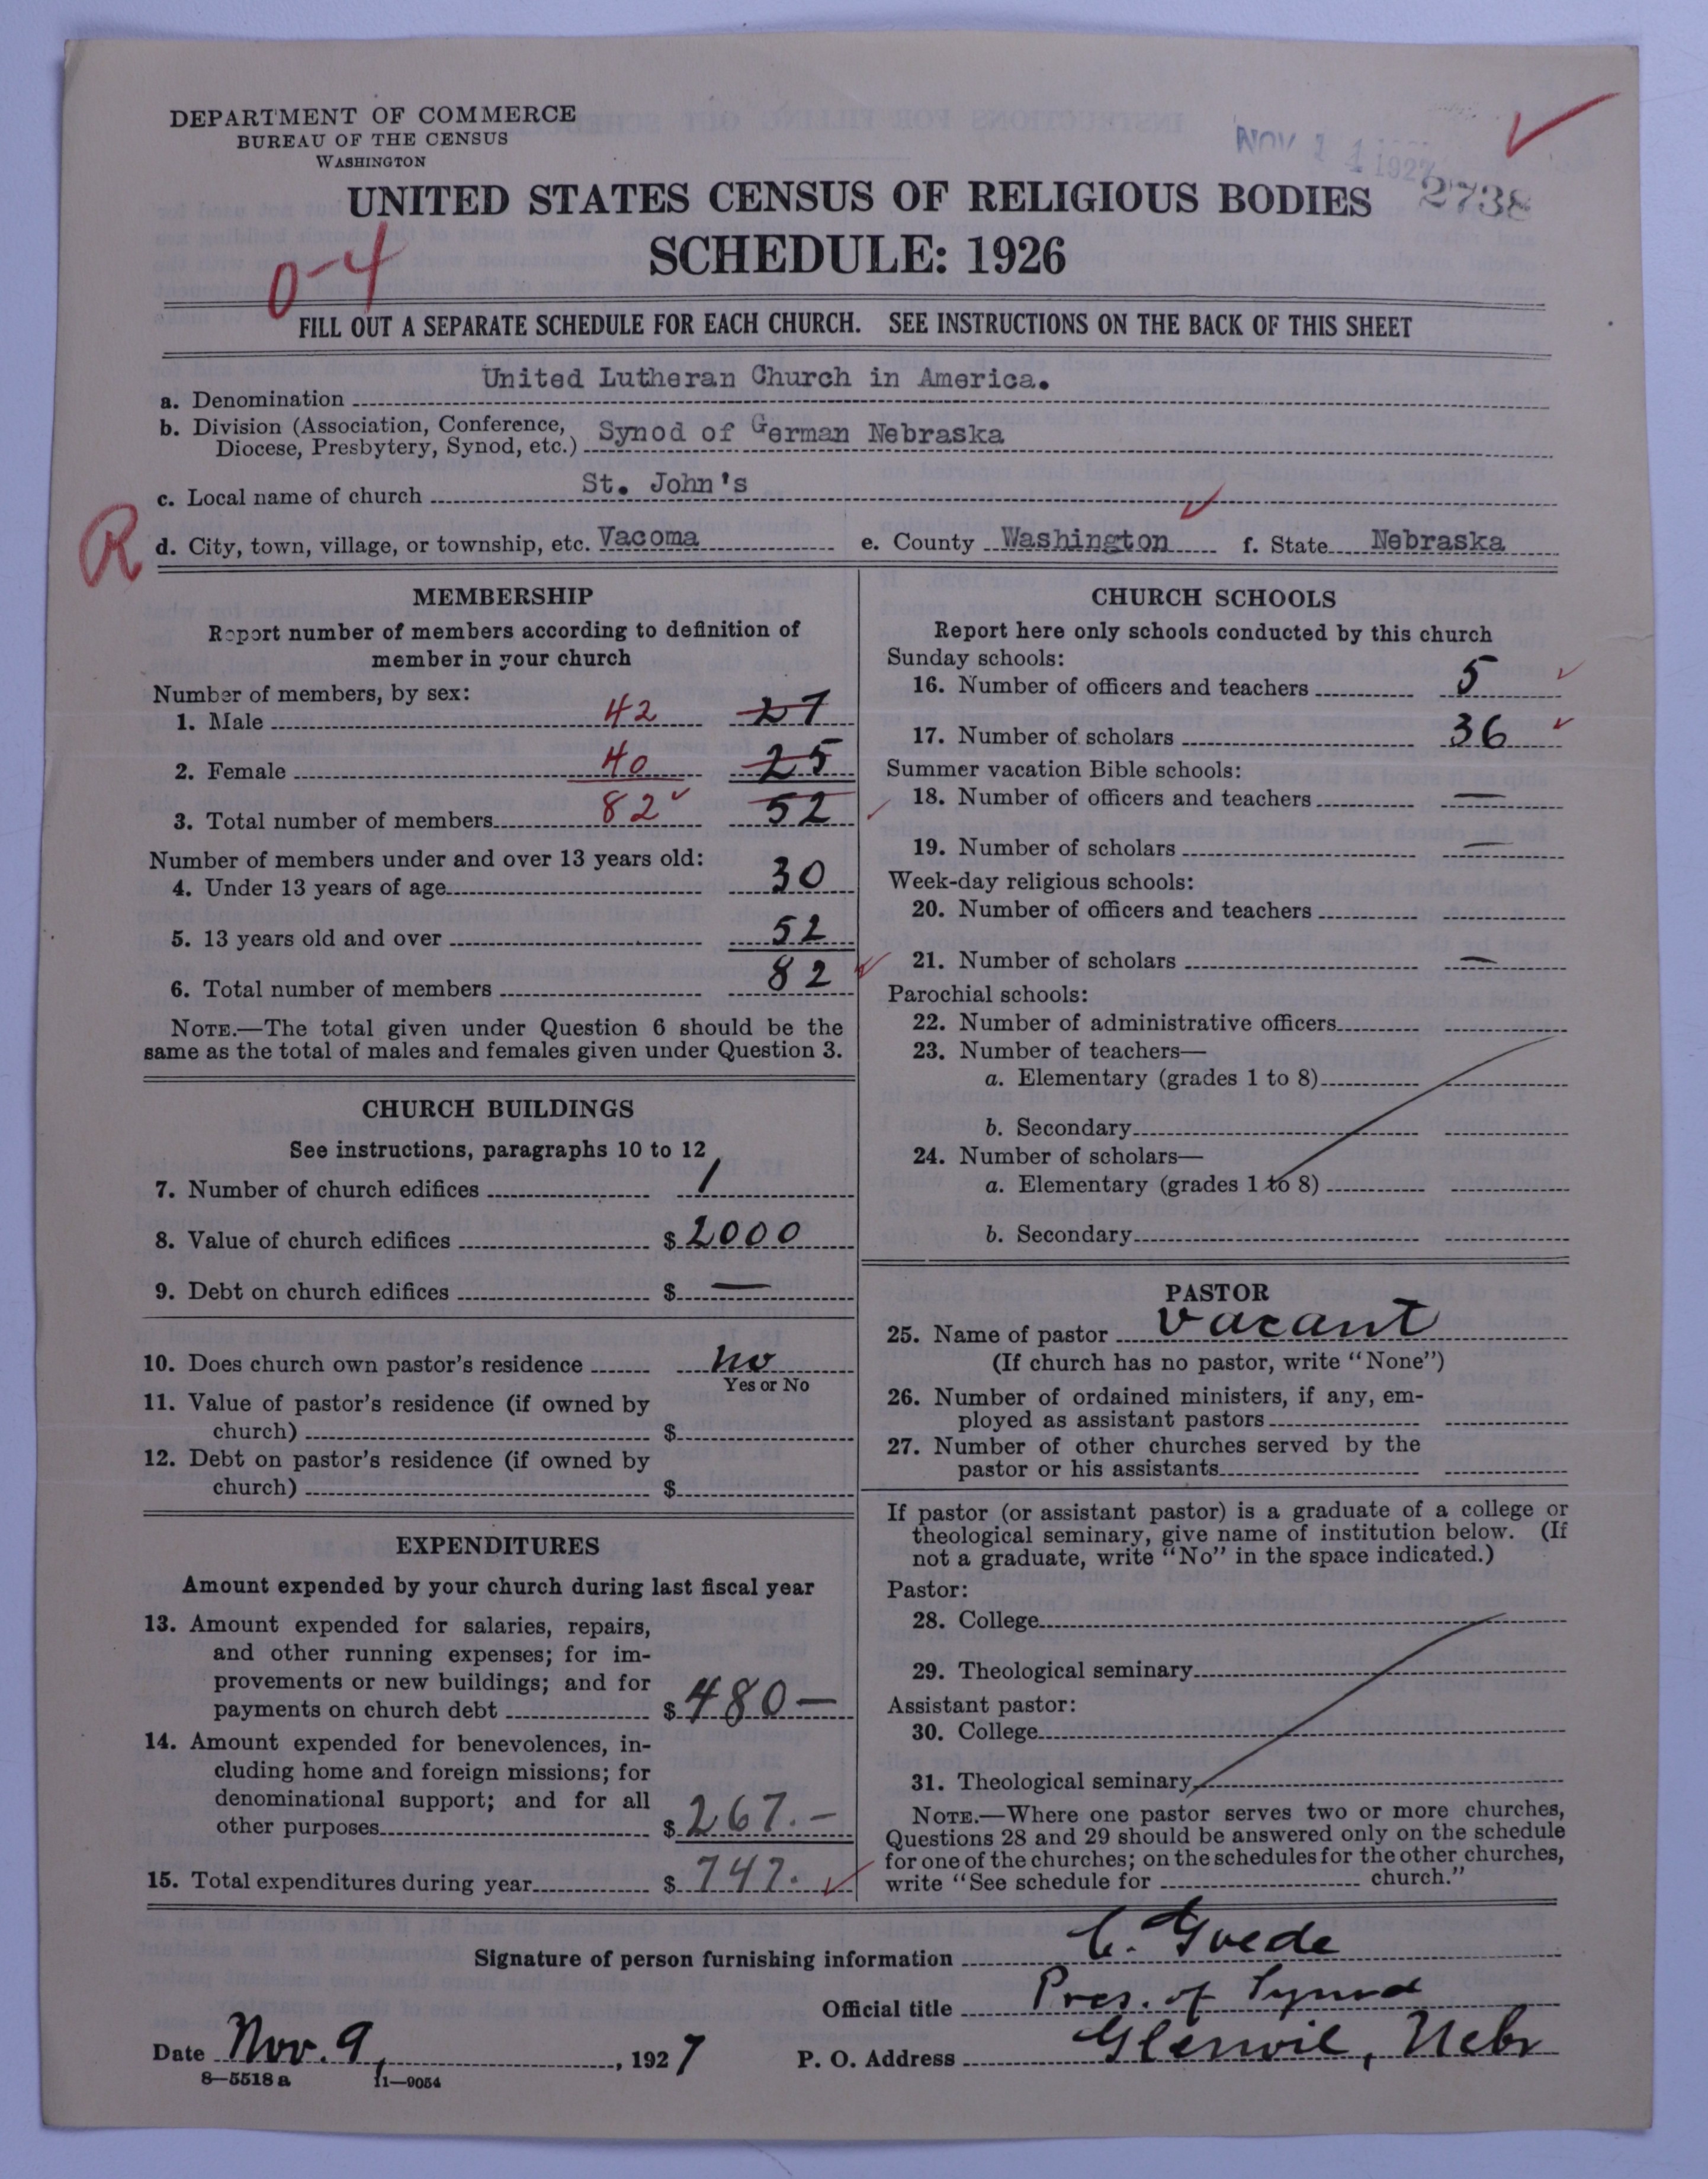 DEPARTMENT OF COMMERCE
BUREAU OF THE CENSUS
WASHINGTON
NOV 21 1927
2738
UNITED STATES CENSUS OF RELIGIOUS BODIES
SCHEDULE: 1926
0-4
FILL OUT A SEPARATE SCHEDULE FOR EACH CHURCH. SEE INSTRUCTIONS ON THE BACK OF THIS SHEET
a. Denomination United Lutheran Church in America.
b. Division (Association, Conference,
Diocese, Presbytery, Synod, etc.) Synod of German Nebraska
c. Local name of church St. John's
R
d. City, town, village, or township, etc. Vacoma e. County Washington f. State Nebraska
MEMBERSHIP
Report number of members according to definition of
member in your church
Number of members, by sex:
1. Male 42 27
2. Female 40 25
3. Total number of members 82 52
Number of members under and over 13 years old:
4. Under 13 years of age 30
5. 13 years old and over 52
6. Total number of members 82
NOTE.—The total given under Question 6 should be the
same as the total of males and females given under Question 3.
CHURCH BUILDINGS
See instructions, paragraphs 10 to 12
7. Number of church edifices 1
8. Value of church edifices $ 2000
9. Debt on church edifices $ —
10. Does church own pastor's residence no
Yes or No
11. Value of pastor's residence (if owned by
church) $
12. Debt on pastor's residence (if owned by
church) $
EXPENDITURES
Amount expended by your church during last fiscal year
13. Amount expended for salaries, repairs,
and other running expenses; for im-
provements or new buildings; and for
payments on church debt $ 480—
14. Amount expended for benevolences, in-
cluding home and foreign missions; for
denominational support; and for all
other purposes $ 267.—
15. Total expenditures during year $ 747.
CHURCH SCHOOLS
Report here only schools conducted by this church
Sunday schools:
16. Number of officers and teachers 5
17. Number of scholars 36
Summer vacation Bible schools:
18. Number of officers and teachers —
19. Number of scholars —
Week-day religious schools:
20. Number of officers and teachers
21. Number of scholars —
Parochial schools:
22. Number of administrative officers
23. Number of teachers—
a. Elementary (grades 1 to 8)
b. Secondary
24. Number of scholars—
a. Elementary (grades 1 to 8)
b. Secondary
PASTOR
25. Name of pastor vacant
(If church has no pastor, write "None")
26. Number of ordained ministers, if any, em-
ployed as assistant pastors
27. Number of other churches served by the
pastor or his assistants
If pastor (or assistant pastor) is a graduate of a college or
theological seminary, give name of institution below. (If
not a graduate, write "No" in the space indicated.)
Pastor:
28. College
29. Theological seminary
Assistant pastor:
30. College
31. Theological seminary
NOTE.—Where one pastor serves two or more churches,
Questions 28 and 29 should be answered only on the schedule
for one of the churches; on the schedules for the other churches,
write "See schedule for church."
Signature of person furnishing information C. Goede
Official title Pres. of Synod
Date Nov. 9, 1927 P. O. Address Glenvil, Nebr
8—5518 a 11—9054